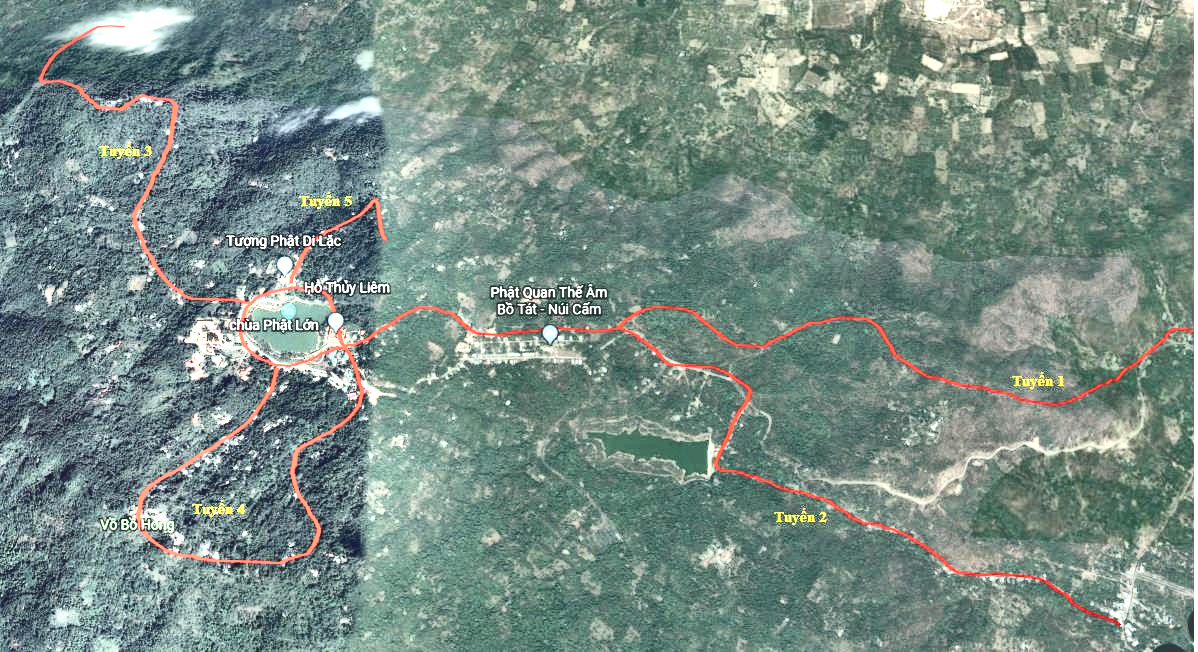 Tuyến 3
Tuyến 5
Tượng Phật Di Lặc
Hồ Thủy Liêm
Phật Quan Thế Âm
Bồ Tát - Núi Cấm
chùa Phật Lớn
Tuyến 1
Tuyến 4
Tuyến 2
Vồ Bồ Hong